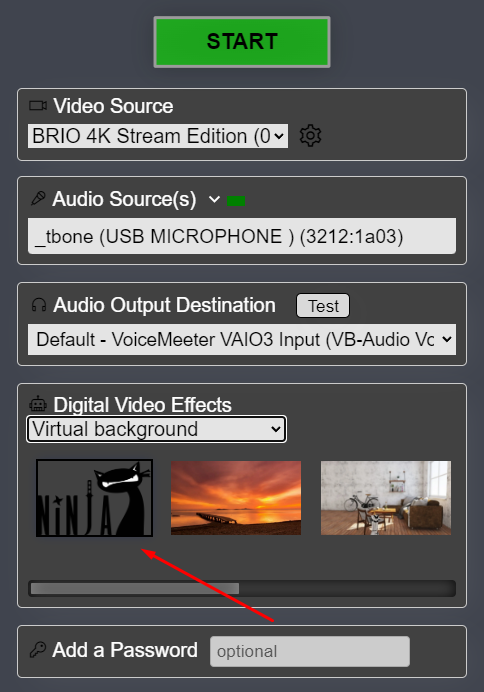 START
Video Source
BRIO 4K Stream Edition (0
Audio Source(s)
_tbone (USB MICROPHONE ) (3212:1a03)
Audio Output Destination Test
Default - VoiceMeeter VAIO3 Input (VB-Audio Vo
Digital Video Effects
Virtual background
NINJA
Add a Password optional